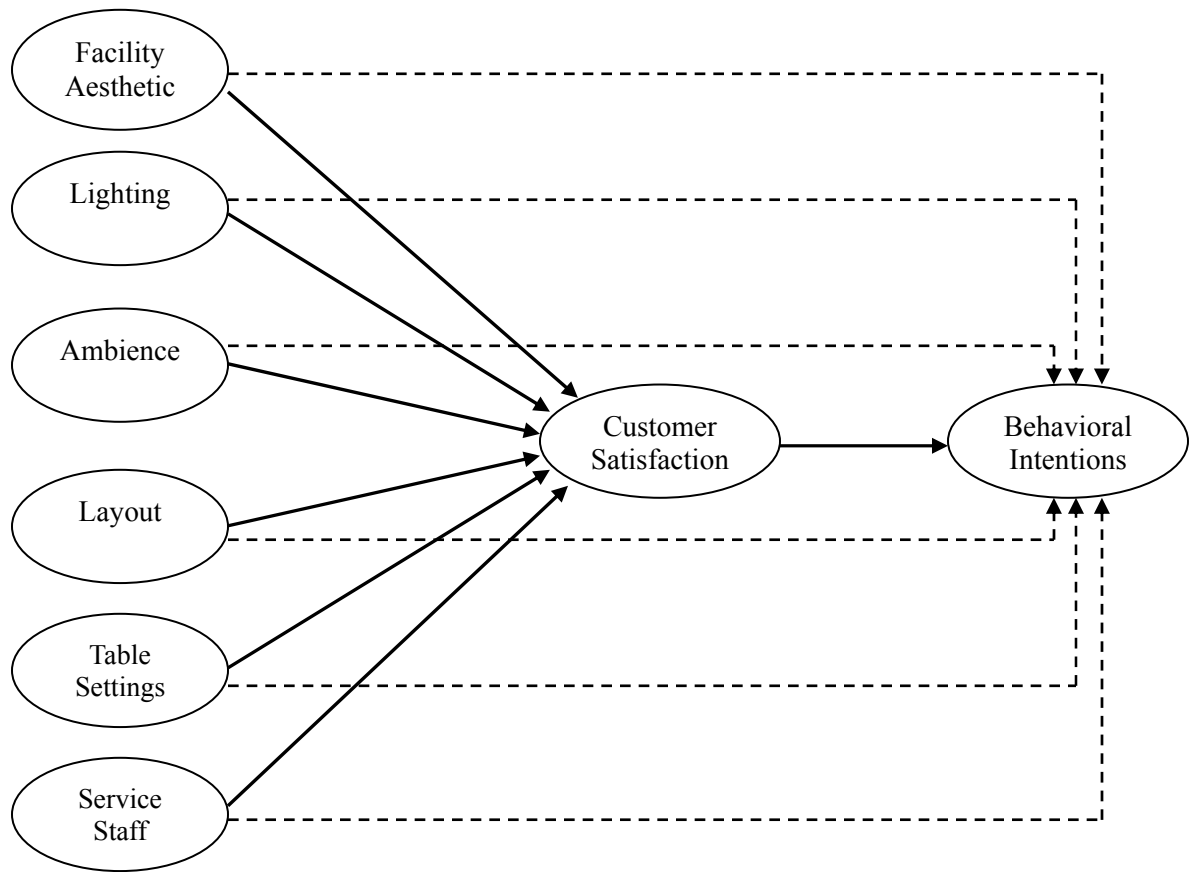 Facility
Aesthetic
Lighting
Ambience
Customer
Satisfaction
Behavioral
Intentions
Layout
Table
Settings
Service
Staff